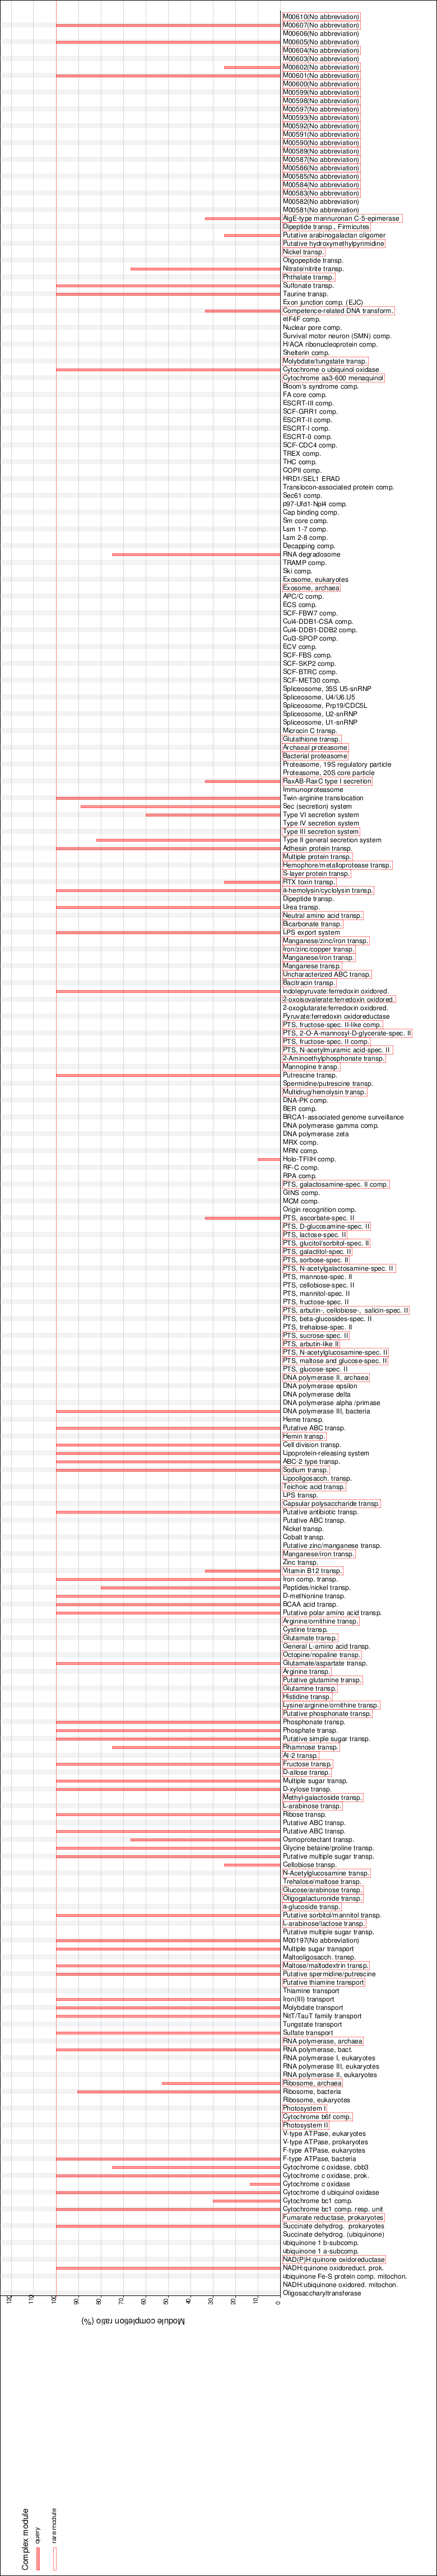 M00610(No abbreviation)
M00607(No abbreviation)
M00606(No abbreviation)
M00605(No abbreviation)
M00604(No abbreviation)
M00603(No abbreviation)
M00602(No abbreviation)
M00601(No abbreviation)
M00600(No abbreviation)
M00599(No abbreviation)
M00598(No abbreviation)
M00597(No abbreviation)
M00593(No abbreviation)
M00592(No abbreviation)
M00591(No abbreviation)
M00590(No abbreviation)
M00589(No abbreviation)
M00587(No abbreviation)
M00586(No abbreviation)
M00585(No abbreviation)
M00584(No abbreviation)
M00583(No abbreviation)
M00582(No abbreviation)
M00581(No abbreviation)
AlgE-type mannuronan C-5-epimerase
Dipeptide transp., Firmicutes
Putative arabinogalactan oligomer
Putative hydroxymethylpyrimidine
Nickel transp.
Oligopeptide transp.
Nitrate/nitrite transp.
Phthalate transp.
Sulfonate transp.
Taurine transp.
Exon junction comp. (EJC)
Competence-related DNA transform.
eIF4F comp.
Nuclear pore comp.
Survival motor neuron (SMN) comp.
H/ACA ribonucleoprotein comp.
Shelterin comp.
Molybdate/tungstate transp.
Cytochrome o ubiquinol oxidase
Cytochrome aa3-600 menaquinol
Bloom's syndrome comp.
FA core comp.
ESCRT-III comp.
SCF-GRR1 comp.
ESCRT-II comp.
ESCRT-I comp.
ESCRT-0 comp.
SCF-CDC4 comp.
TREX comp.
THC comp.
COPII comp.
HRD1/SEL1 ERAD
Translocon-associated protein comp.
Sec61 comp.
p97-Ufd1-Npl4 comp.
Cap binding comp.
Sm core comp.
Lsm 1-7 comp.
Lsm 2-8 comp.
Decapping comp.
RNA degradosome
TRAMP comp.
Ski comp.
Exosome, eukaryotes
Exosome, archaea
APC/C comp.
ECS comp.
SCF-FBW7 comp.
Cul4-DDB1-CSA comp.
Cul4-DDB1-DDB2 comp.
Cul3-SPOP comp.
ECV comp.
SCF-FBS comp.
SCF-SKP2 comp.
SCF-BTRC comp.
SCF-MET30 comp.
Spliceosome, 35S U5-snRNP
Spliceosome, U4/U6.U5
Spliceosome, Prp19/CDC5L
Spliceosome, U2-snRNP
Spliceosome, U1-snRNP
Microcin C transp.
Glutathione transp.
Archaeal proteasome
Bacterial proteasome
Proteasome, 19S regulatory particle
Proteasome, 20S core particle
RaxAB-RaxC type I secretion
Immunoproteasome
Twin-arginine translocation
Sec (secretion) system
Type VI secretion system
Type IV secretion system
Type III secretion system
Type II general secretion system
Adhesin protein transp.
Multiple protein transp.
Hemophore/metalloprotease transp.
S-layer protein transp.
RTX toxin transp.
a-hemolysin/cyclolysin transp.
Dipeptide transp.
Urea transp.
Neutral amino acid transp.
Bicarbonate transp.
LPS export system
Manganese/zinc/iron transp.
Iron/zinc/copper transp.
Manganese/iron transp.
Manganese transp.
Uncharacterized ABC transp.
Bacitracin transp.
Indolepyruvate:ferredoxin oxidored.
2-oxoisovalerate:ferredoxin oxidored.
2-oxoglutarate:ferredoxin oxidored.
Pyruvate:ferredoxin oxidoreductase
PTS, fructose-spec. II-like comp.
PTS, 2-O-A-mannosyl-D-glycerate-spec. II
PTS, fructose-spec. II comp.
PTS, N-acetylmuramic acid-spec. II
2-Aminoethylphosphonate transp.
Mannopine transp.
Putrescine transp.
Spermidine/putrescine transp.
Multidrug/hemolysin transp.
DNA-PK comp.
BER comp.
BRCA1-associated genome surveillance
DNA polymerase gamma comp.
DNA polymerase zeta
MRX comp.
MRN comp.
Holo-TFIIH comp.
RF-C comp.
RPA comp.
PTS, galactosamine-spec. II comp.
GINS comp.
MCM comp.
Origin recognition comp.
PTS, ascorbate-spec. II
PTS, D-glucosamine-spec. II
PTS, lactose-spec. II
PTS, glucitol/sorbitol-spec. II
PTS, galactitol-spec. II
PTS, sorbose-spec. II
PTS, N-acetylgalactosamine-spec. II
PTS, mannose-spec. II
PTS, cellobiose-spec. II
PTS, mannitol-spec. II
PTS, fructose-spec. II
PTS, arbutin-, cellobiose-, salicin-spec. II
PTS, beta-glucosides-spec. II
PTS, trehalose-spec. II
PTS, sucrose-spec. II
PTS, arbutin-like II
PTS, N-acetylglucosamine-spec. II
PTS, maltose and glucose-spec. II
PTS, glucose-spec. II
DNA polymerase II, archaea
DNA polymerase epsilon
DNA polymerase delta
DNA polymerase alpha /primase
DNA polymerase III, bacteria
Heme transp.
Putative ABC transp.
Hemin transp.
Cell division transp.
Lipoprotein-releasing system
ABC-2 type transp.
Sodium transp.
Lipooligosacch. transp.
Teichoic acid transp.
LPS transp.
Capsular polysaccharide transp.
Putative antibiotic transp.
Putative ABC transp.
Nickel transp.
Cobalt transp.
Putative zinc/manganese transp.
Manganese/iron transp.
Zinc transp.
Vitamin B12 transp.
Iron comp. transp.
Peptides/nickel transp.
D-methionine transp.
BCAA acid transp.
Putative polar amino acid transp.
Arginine/ornithine transp.
Cystine transp.
Glutamate transp.
General L-amino acid transp.
Octopine/nopaline transp.
Glutamate/aspartate transp.
Arginine transp.
Putative glutamine transp.
Glutamine transp.
Histidine transp.
Lysine/arginine/ornithine transp.
Putative phosphonate transp.
Phosphonate transp.
Phosphate transp.
Putative simple sugar transp.
Rhamnose transp.
AI-2 transp.
Fructose transp.
D-allose transp.
Multiple sugar transp.
D-xylose transp.
Methyl-galactoside transp.
L-arabinose transp.
Ribose transp.
Putative ABC transp.
Putative ABC transp.
Osmoprotectant transp.
Glycine betaine/proline transp.
Putative multiple sugar transp.
Cellobiose transp.
N-Acetylglucosamine transp.
Trehalose/maltose transp.
Glucose/arabinose transp.
Oligogalacturonide transp.
a-glucoside transp.
Putative sorbitol/mannitol transp.
L-arabinose/lactose transp.
Putative multiple sugar transp.
M00197(No abbreviation)
Multiple sugar transport
Maltooligosacch. transp.
Maltose/maltodextrin transp.
Putative spermidine/putrescine
Putative thiamine transport
Thiamine transport
Iron(III) transport
Molybdate transport
NitT/TauT family transport
Tungstate transport
Sulfate transport
RNA polymerase, archaea
RNA polymerase, bact.
RNA polymerase I, eukaryotes
RNA polymerase III, eukaryotes
RNA polymerase II, eukaryotes
Ribosome, archaea
Ribosome, bacteria
Ribosome, eukaryotes
Photosystem I
Cytochrome b6f comp.
Photosystem II
V-type ATPase, eukaryotes
V-type ATPase, prokaryotes
F-type ATPase, eukaryotes
F-type ATPase, bacteria
Cytochrome c oxidase, cbb3
Cytochrome c oxidase, prok.
Cytochrome c oxidase
Cytochrome d ubiquinol oxidase
Cytochrome bc1 comp.
Cytochrome bc1 comp. resp. unit
Fumarate reductase, prokaryotes
Succinate dehydrog. prokaryotes
Succinate dehydrog. (ubiquinone)
ubiquinone 1 b-subcomp.
ubiquinone 1 a-subcomp.
NAD(P)H:quinone oxidoreductase
NADH:quinone oxidoreduct. prok.
ubiquinone Fe-S protein comp. mitochon.
NADH:ubiquinone oxidored. mitochon.
Oligosaccharyltransferase
120 110 100 90 80 70 60 50 40 30 20 10 0
Module completion ratio (%)
Complex module
query
rare module